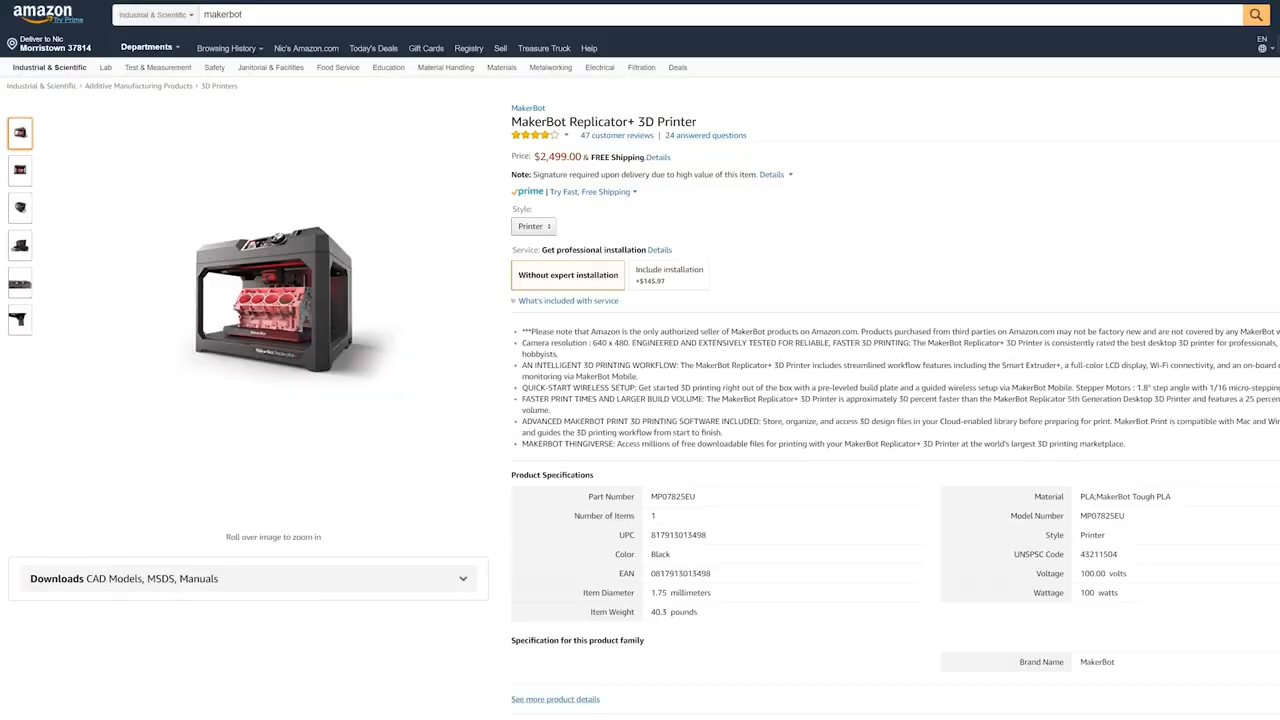 amazon
Try Prime
Industrial & Scientific
makerbot
Deliver to Nic
Morristown 37814
Departments
Browsing History
Nic's Amazon.com
Today's Deals
Gift Cards
Registry
Sell
Treasure Truck
Help
EN
Industrial & Scientific
Lab
Test & Measurement
Safety
Janitorial & Facilities
Food Service
Education
Material Handling
Materials
Metalworking
Electrical
Filtration
Deals
Industrial & Scientific › Additive Manufacturing Products › 3D Printers
MakerBot
MakerBot Replicator+ 3D Printer
47 customer reviews | 24 answered questions
Price: $2,499.00 & FREE Shipping. Details
Note: Signature required upon delivery due to high value of this item. Details
prime | Try Fast, Free Shipping
Style:
Printer
Service: Get professional installation Details
Without expert installation
Include installation
+$145.97
What's included with service
***Please note that Amazon is the only authorized seller of MakerBot products on Amazon.com. Products purchased from third parties on Amazon.com may not be factory new and are not covered by any MakerBot
Camera resolution : 640 x 480. ENGINEERED AND EXTENSIVELY TESTED FOR RELIABLE, FASTER 3D PRINTING: The MakerBot Replicator+ 3D Printer is consistently rated the best desktop 3D printer for professionals,
hobbyists.
AN INTELLIGENT 3D PRINTING WORKFLOW: The MakerBot Replicator+ 3D Printer includes streamlined workflow features including the Smart Extruder+, a full-color LCD display, Wi-Fi connectivity, and an on-board
monitoring via MakerBot Mobile.
QUICK-START WIRELESS SETUP: Get started 3D printing right out of the box with a pre-leveled build plate and a guided wireless setup via MakerBot Mobile. Stepper Motors : 1.8° step angle with 1/16 micro-stepping
FASTER PRINT TIMES AND LARGER BUILD VOLUME: The MakerBot Replicator+ 3D Printer is approximately 30 percent faster than the MakerBot Replicator 5th Generation Desktop 3D Printer and features a 25 percen
volume.
ADVANCED MAKERBOT PRINT 3D PRINTING SOFTWARE INCLUDED: Store, organize, and access 3D design files in your Cloud-enabled library before preparing for print. MakerBot Print is compatible with Mac and Wi
and guides the 3D printing workflow from start to finish.
MAKERBOT THINGIVERSE: Access millions of free downloadable files for printing with your MakerBot Replicator+ 3D Printer at the world's largest 3D printing marketplace.
Roll over image to zoom in
Downloads CAD Models, MSDS, Manuals
Product Specifications
Part Number MP07825EU
Number of Items 1
UPC 817913013498
Color Black
EAN 0817913013498
Item Diameter 1.75 millimeters
Item Weight 40.3 pounds
Material PLA;MakerBot Tough PLA
Model Number MP07825EU
Style Printer
UNSPSC Code 43211504
Voltage 100.00 volts
Wattage 100 watts
Specification for this product family
Brand Name MakerBot
See more product details